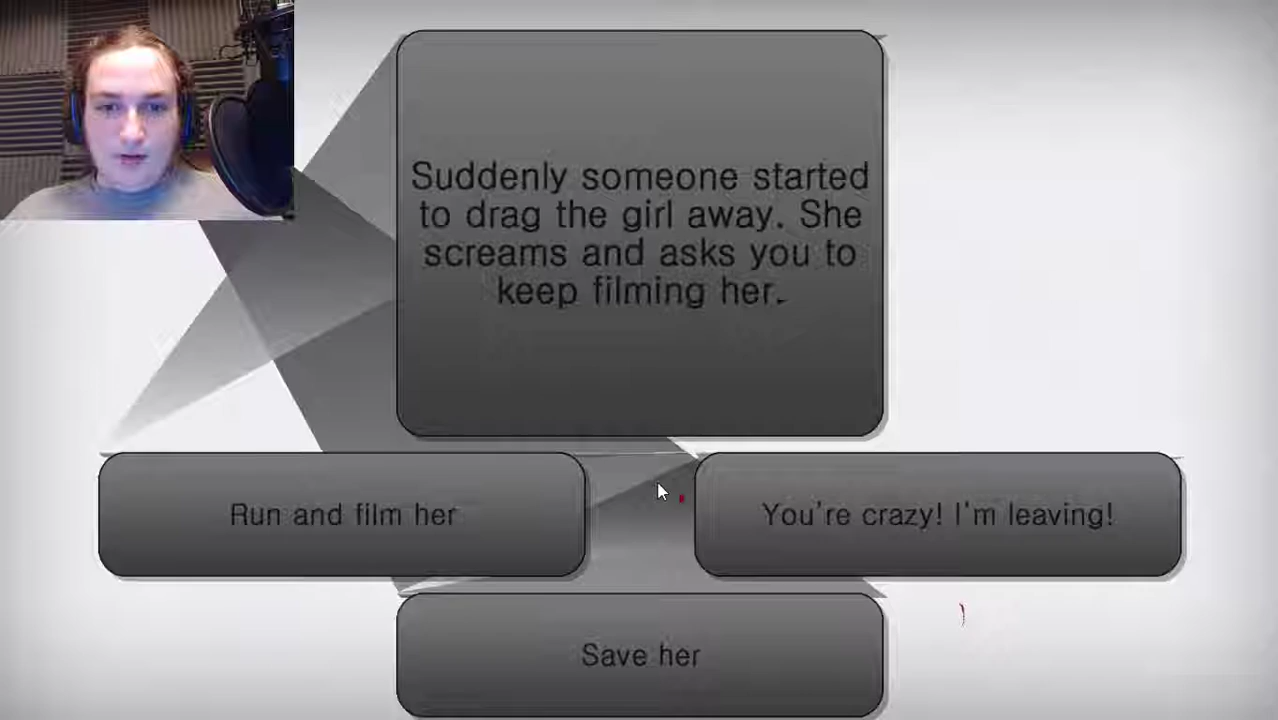 Suddenly someone started
to drag the girl away. She
screams and asks you to
keep filming her.
Run and film her
You're crazy! I'm leaving!
Save her